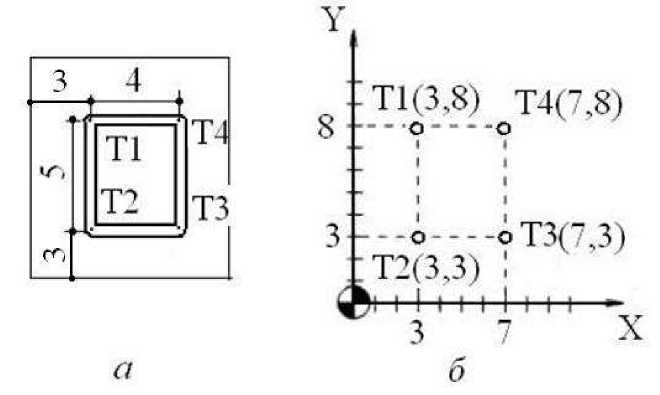 3 4
T4
T1
5
T2
T3
3
а
Y
T1(3,8) T4(7,8)
8
3
T3(7,3)
T2(3,3)
3 7 X
б